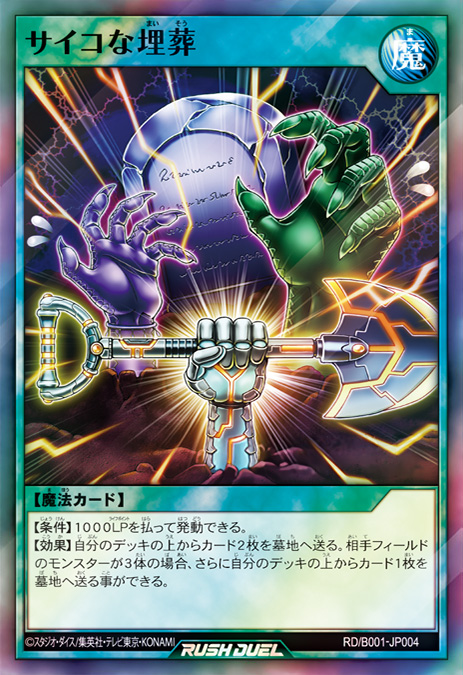 サイコな埋葬
まい そう
魔
ま
【魔法カード】
【条件】1000LPを払って発動できる。
【効果】自分のデッキの上からカード2枚を墓地へ送る。相手フィールド
のモンスターが3体の場合、さらに自分のデッキの上からカード1枚を
墓地へ送る事ができる。
©スタジオ・ダイス/集英社・テレビ東京・KONAMI
RUSH DUEL
RD/B001-JP004